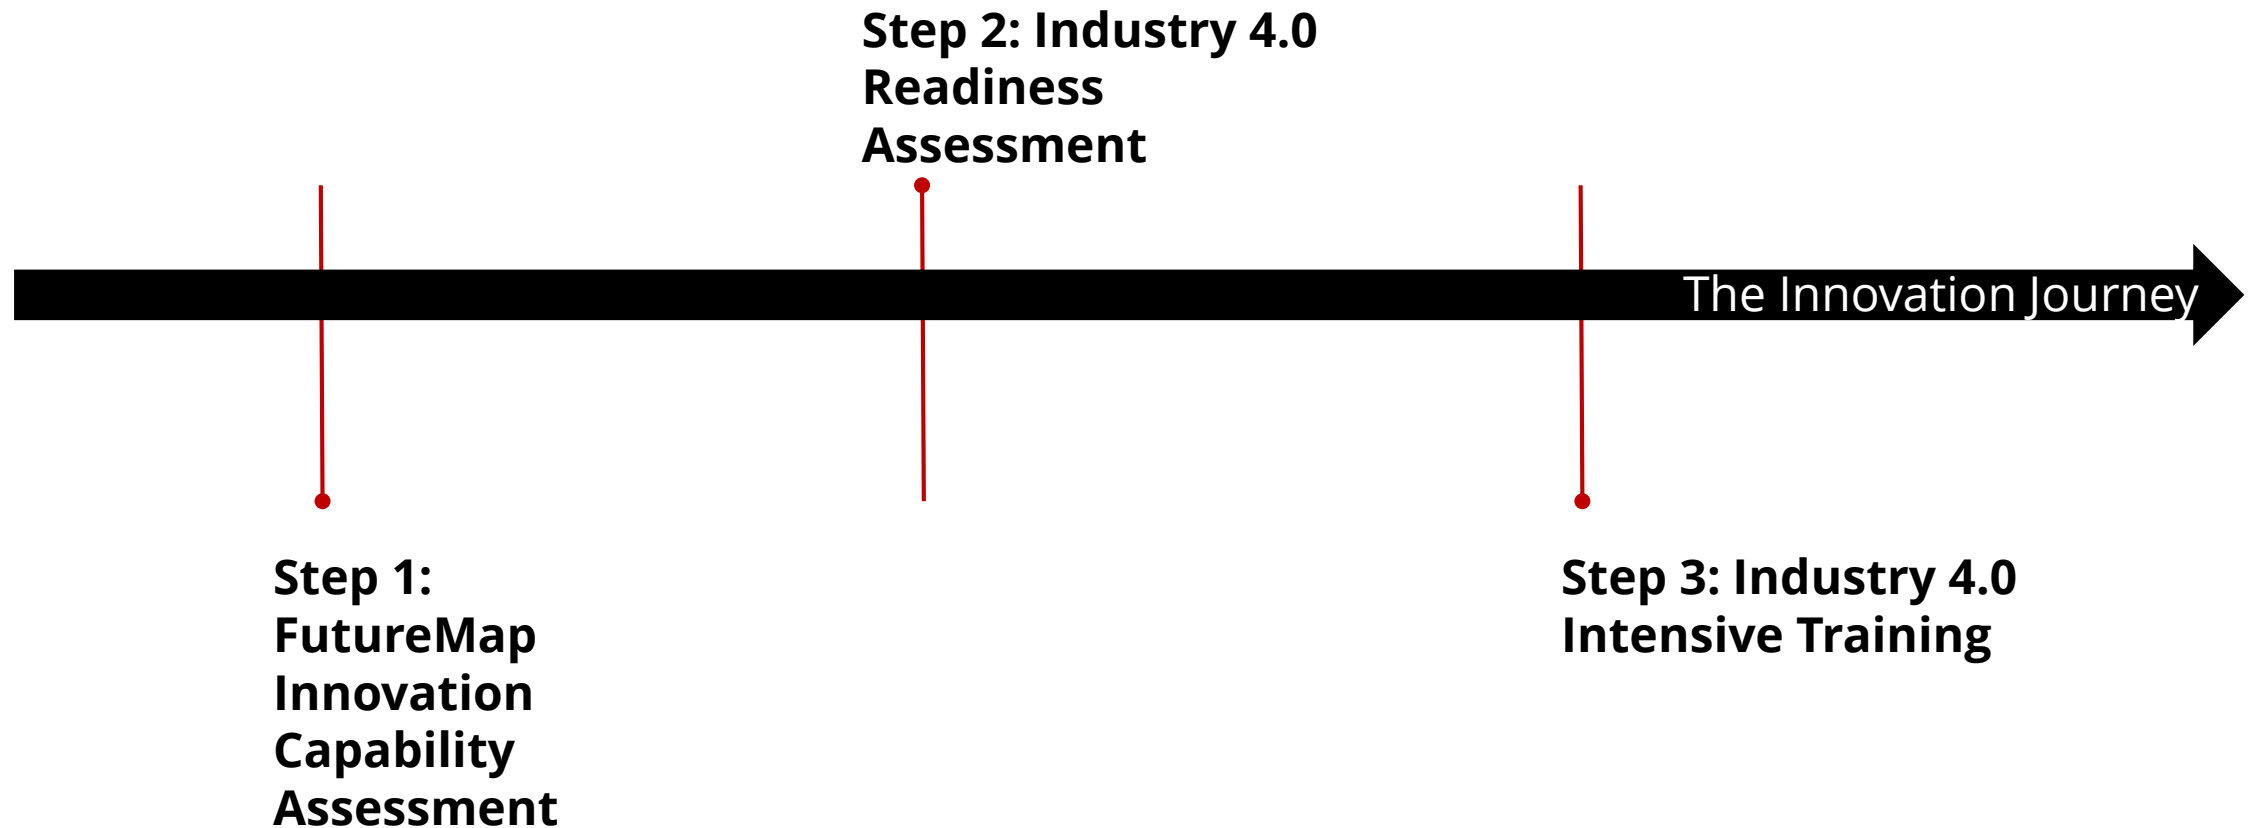 Step 2: Industry 4.0
Readiness
Assessment
The Innovation Journey
Step 1:
FutureMap
Innovation
Capability
Assessment
Step 3: Industry 4.0
Intensive Training